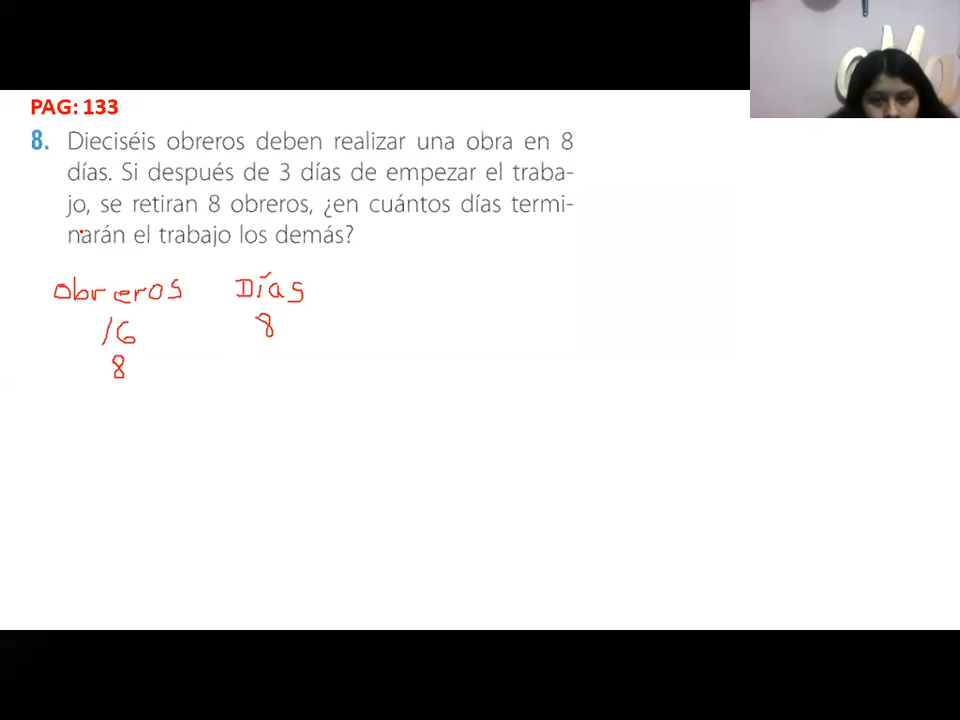 PAG: 133
8. Dieciséis obreros deben realizar una obra en 8
días. Si después de 3 días de empezar el traba-
jo, se retiran 8 obreros, ¿en cuántos días termi-
narán el trabajo los demás?
obreros Días
16 8
8